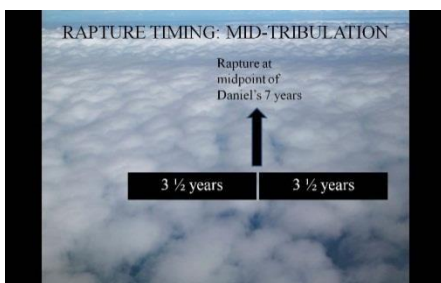 RAPTURE TIMING: MID-TRIBULATION
Rapture at
midpoint of
Daniel's 7 years
3 ½ years
3 ½ years